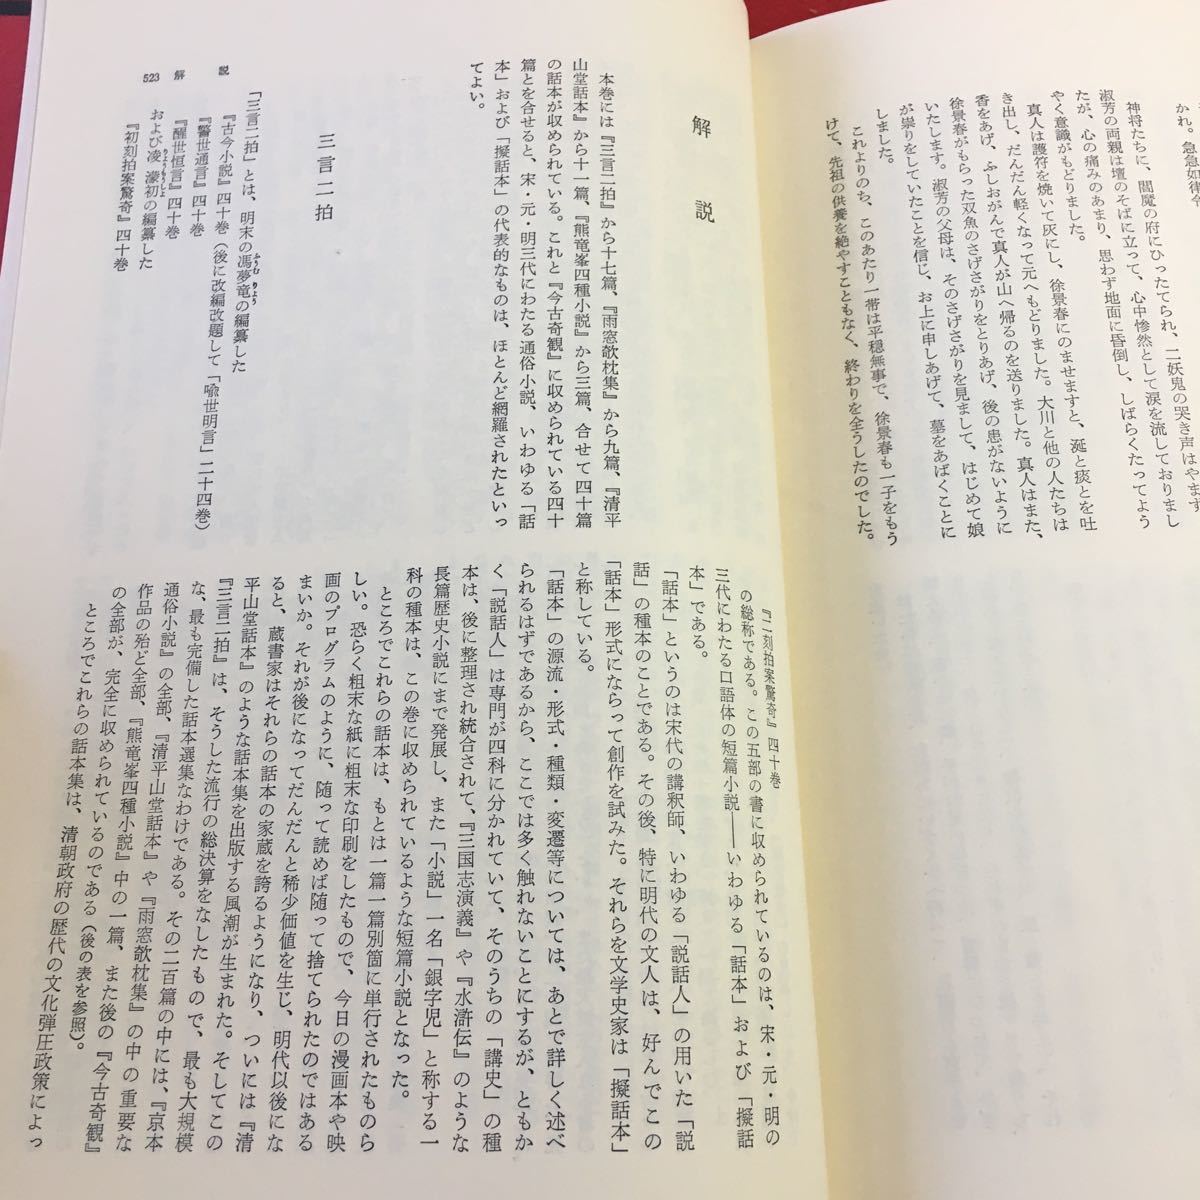 かれ。急急如律令
神将たちに、閻魔の府にひったてられ、二妖鬼の哭き声はやまず
淑芳の両親は壇のそばに立って、心中惨然として涙を流しておりまし
たが、心の痛みのあまり、思わず地面に昏倒し、しばらくたってよう
やく意識がもどりました。
真人は護符を焼いて灰にし、徐景春にのませますと、涎と痰とを吐
き出し、だんだん軽くなって元へもどりました。大川と他の人たちは
香をあげ、ふしおがんで真人が山へ帰るのを送りました。真人はまた、
徐景春がもらった双魚のさげさがりをとりあげ、後の患がないように
いたします。淑芳の父母は、そのさげさがりを見まして、はじめて娘
が祟りをしていたことを信じ、お上に申しあげて、墓をあばくことに
しました。
これよりのち、このあたり一帯は平穏無事で、徐景春も一子をもう
けて、先祖の供養を絶やすこともなく、終わりを全うしたのでした。
解説
本巻には『三言二拍』から十七篇、『雨窓欹枕集』から九篇、『清平
山堂話本』から十一篇、『熊竜峯四種小説』から三篇、合せて四十篇
の話本が収められている。これと『今古奇観』に収められている四十
篇とを合せると、宋・元・明三代にわたる通俗小説、いわゆる「話
本」および「擬話本」の代表的なものは、ほとんど網羅されたといっ
てよい。
三言二拍
「三言二拍」とは、明末の馮夢竜の編纂した
ふうむりょう
『古今小説』四十巻（後に改編改題して「喩世明言」二十四巻）
『警世通言』四十巻
『醒世恒言』四十巻
および凌濛初の編纂した
りょうもうしょ
『初刻拍案驚奇』四十巻
『二刻拍案驚奇』四十巻
の総称である。この五部の書に収められているのは、宋・元・明の
三代にわたる口語体の短篇小説――いわゆる「話本」および「擬話
本」である。
「話本」というのは宋代の講釈師、いわゆる「説話人」の用いた「説
話」の種本のことである。その後、特に明代の文人は、好んでこの
「話本」形式にならって創作を試みた。それらを文学史家は「擬話本」
と称している。
「話本」の源流・形式・種類・変遷等については、あとで詳しく述べ
られるはずであるから、ここでは多く触れないことにするが、ともか
く「説話人」は専門が四科に分かれていて、そのうちの「講史」の種
本は、後に整理され統合されて、『三国志演義』や『水滸伝』のような
長篇歴史小説にまで発展し、また「小説」一名「銀字児」と称する一
科の種本は、この巻に収められているような短篇小説となった。
ところでこれらの話本は、もとは一篇一篇別箇に単行されたものら
しい。恐らく粗末な紙に粗末な印刷をしたもので、今日の漫画本や映
画のプログラムのように、随って読めば随って捨てられたのではある
まいか。それが後になってだんだんと稀少価値を生じ、明代以後にな
ると、蔵書家はそれらの話本の家蔵を誇るようになり、ついには『清
平山堂話本』のような話本集を出版する風潮が生まれた。そしてこの
『三言二拍』は、そうした流行の総決算をなしたもので、最も大規模
な、最も完備した話本選集なわけである。その二百篇の中には、『京本
通俗小説』の全部、『清平山堂話本』や『雨窓欹枕集』の中の重要な
作品の殆ど全部、『熊竜峯四種小説』中の一篇、また後の『今古奇観』
の全部が、完全に収められているのである（後の表を参照）。
ところでこれらの話本集は、清朝政府の歴代の文化弾圧政策によっ
523 解説